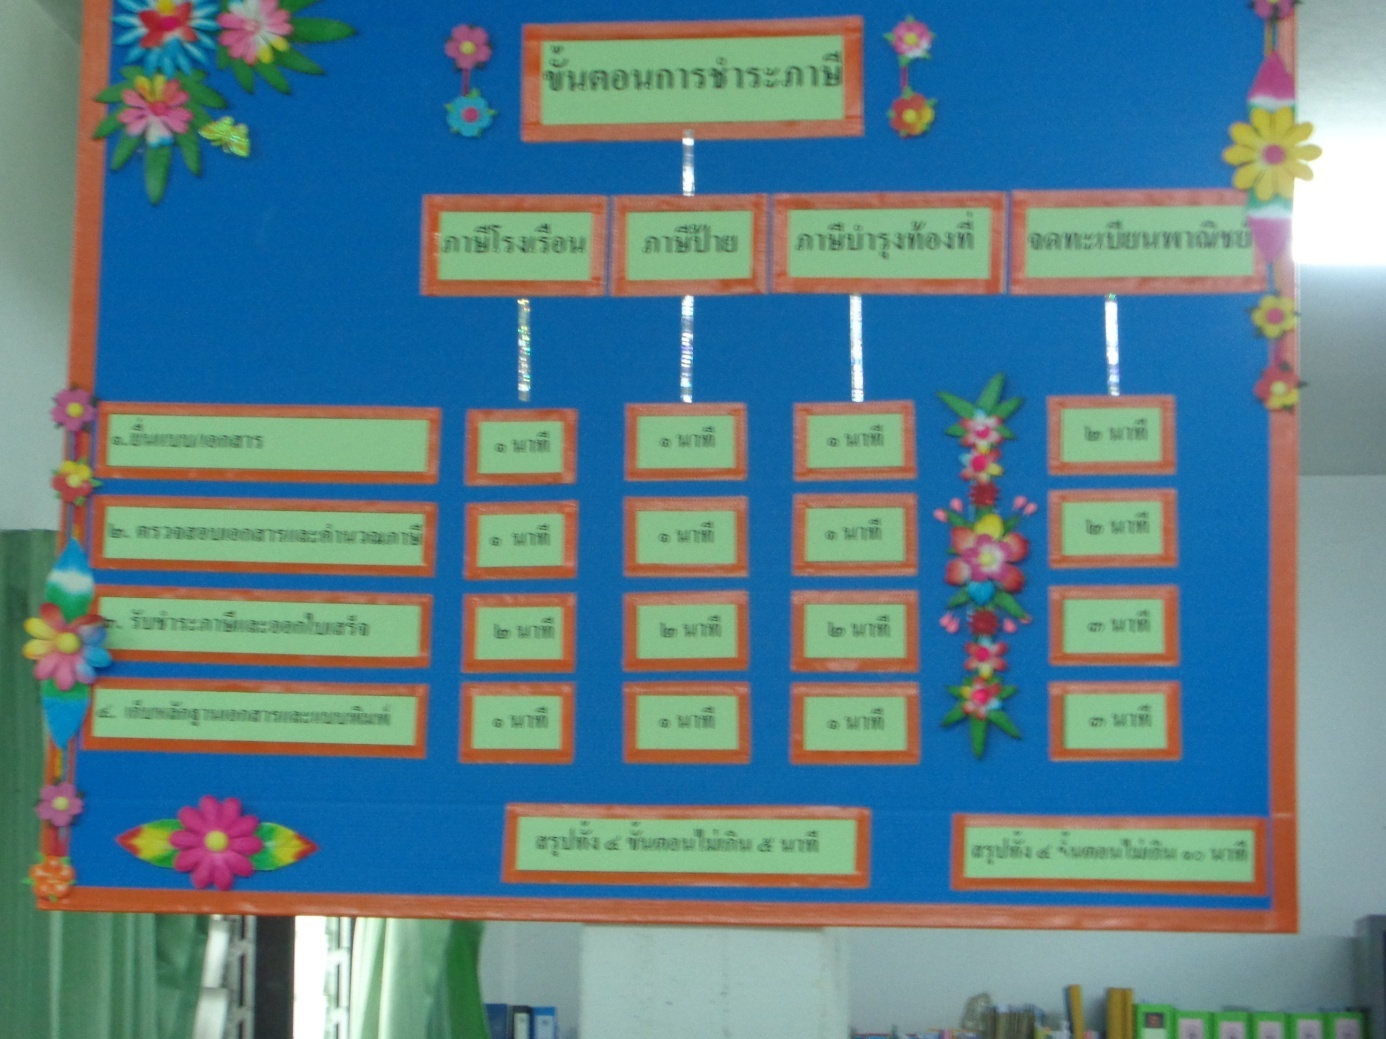 ขั้นตอนการชำระภาษี
ภาษีโรงเรือน ภาษีป้าย ภาษีบำรุงท้องที่ จดทะเบียนพาณิชย์
๑.ยื่นแบบ/เอกสาร ๑ นาที ๑ นาที ๑ นาที ๒ นาที
๒. ตรวจสอบเอกสารและคำนวณภาษี ๑ นาที ๑ นาที ๑ นาที ๒ นาที
๓. รับชำระภาษีและออกใบเสร็จ ๒ นาที ๒ นาที ๒ นาที ๓ นาที
๔. เก็บหลักฐานเอกสารและแบบพิมพ์ ๑ นาที ๑ นาที ๑ นาที ๓ นาที
สรุปทั้ง ๔ ขั้นตอนไม่เกิน ๕ นาที สรุปทั้ง ๔ ขั้นตอนไม่เกิน ๑๐ นาที